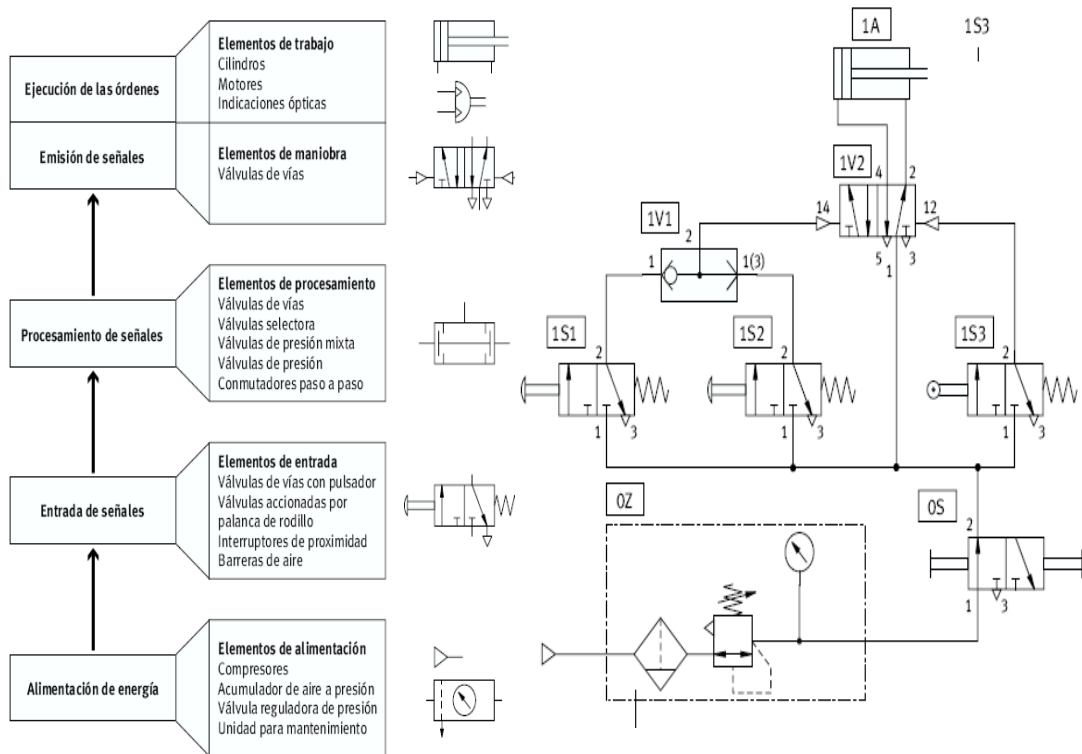 Ejecución de las órdenes
Elementos de trabajo
Cilindros
Motores
Indicaciones ópticas
Emisión de señales
Elementos de maniobra
Válvulas de vías
Procesamiento de señales
Elementos de procesamiento
Válvulas de vías
Válvulas selectora
Válvulas de presión mixta
Válvulas de presión
Conmutadores paso a paso
Entrada de señales
Elementos de entrada
Válvulas de vías con pulsador
Válvulas accionadas por
palanca de rodillo
Interruptores de proximidad
Barreras de aire
Alimentación de energía
Elementos de alimentación
Compresores
Acumulador de aire a presión
Válvula reguladora de presión
Unidad para mantenimiento
1A
1S3
1V2
4
2
14
12
5
3
1
1V1
2
1
1(3)
1S1
2
1
3
1S2
2
1
3
1S3
2
1
3
0Z
0S
2
1
3